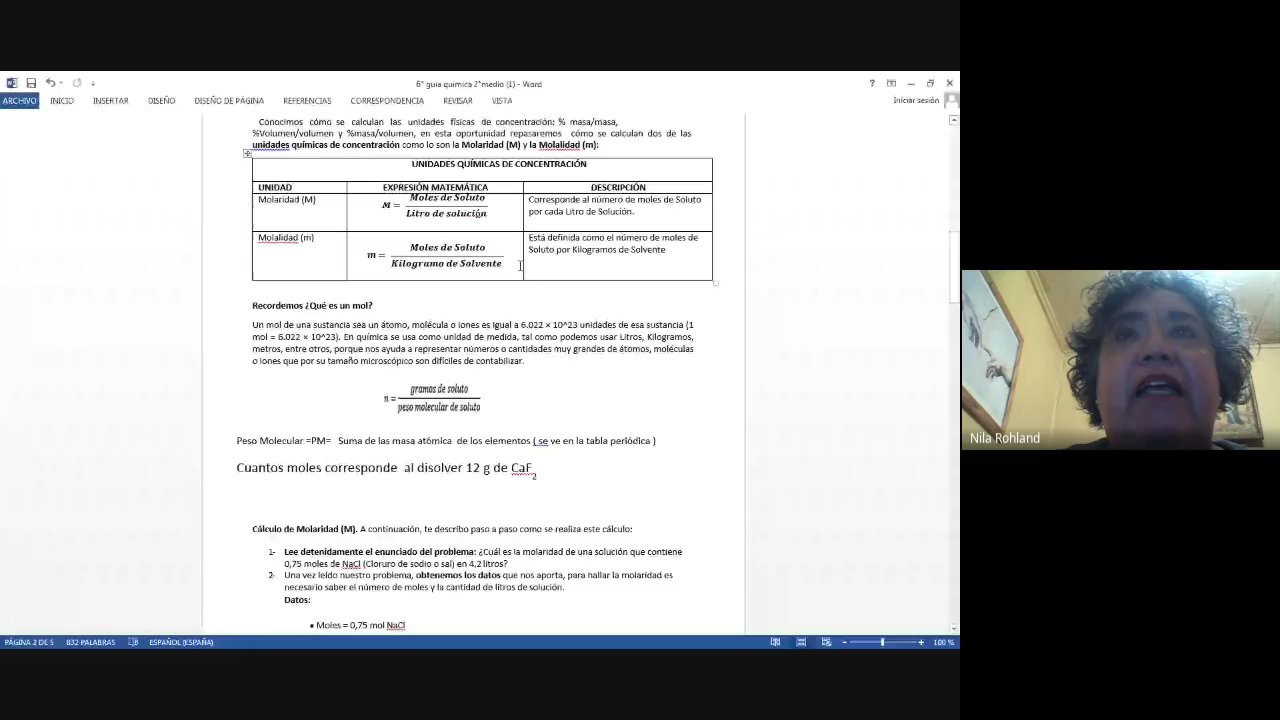 6° guia quimica 2°medio (1) - Word
ARCHIVO INICIO INSERTAR DISEÑO DISEÑO DE PÁGINA REFERENCIAS CORRESPONDENCIA REVISAR VISTA Iniciar sesión
Conocimos cómo se calculan las unidades físicas de concentración: % masa/masa,
%Volumen/volumen y %masa/volumen, en esta oportunidad repasaremos cómo se calculan dos de las
unidades químicas de concentración como lo son la Molaridad (M) y la Molalidad (m):
UNIDADES QUÍMICAS DE CONCENTRACIÓN
UNIDAD EXPRESIÓN MATEMÁTICA DESCRIPCIÓN
Molaridad (M)
M = Moles de Soluto / Litro de solución
Corresponde al número de moles de Soluto
por cada Litro de Solución.
Molalidad (m)
m = Moles de Soluto / Kilogramo de Solvente
Está definida como el número de moles de
Soluto por Kilogramos de Solvente
Recordemos ¿Qué es un mol?
Un mol de una sustancia sea un átomo, molécula o iones es igual a 6.022 × 10^23 unidades de esa sustancia (1
mol = 6.022 × 10^23). En química se usa como unidad de medida, tal como podemos usar Litros, Kilogramos,
metros, entre otros, porque nos ayuda a representar números o cantidades muy grandes de átomos, moléculas
o iones que por su tamaño microscópico son difíciles de contabilizar.
n = gramos de soluto / peso molecular de soluto
Peso Molecular =PM= Suma de las masa atómica de los elementos ( se ve en la tabla periódica )
Cuantos moles corresponde al disolver 12 g de CaF2
Cálculo de Molaridad (M). A continuación, te describo paso a paso como se realiza este cálculo:
1- Lee detenidamente el enunciado del problema: ¿Cuál es la molaridad de una solución que contiene
0,75 moles de NaCl (Cloruro de sodio o sal) en 4,2 litros?
2- Una vez leído nuestro problema, obtenemos los datos que nos aporta, para hallar la molaridad es
necesario saber el número de moles y la cantidad de litros de solución.
Datos:
• Moles = 0,75 mol NaCl
PÁGINA 2 DE 5 832 PALABRAS ESPAÑOL (ESPAÑA) 100 %
Nila Rohland